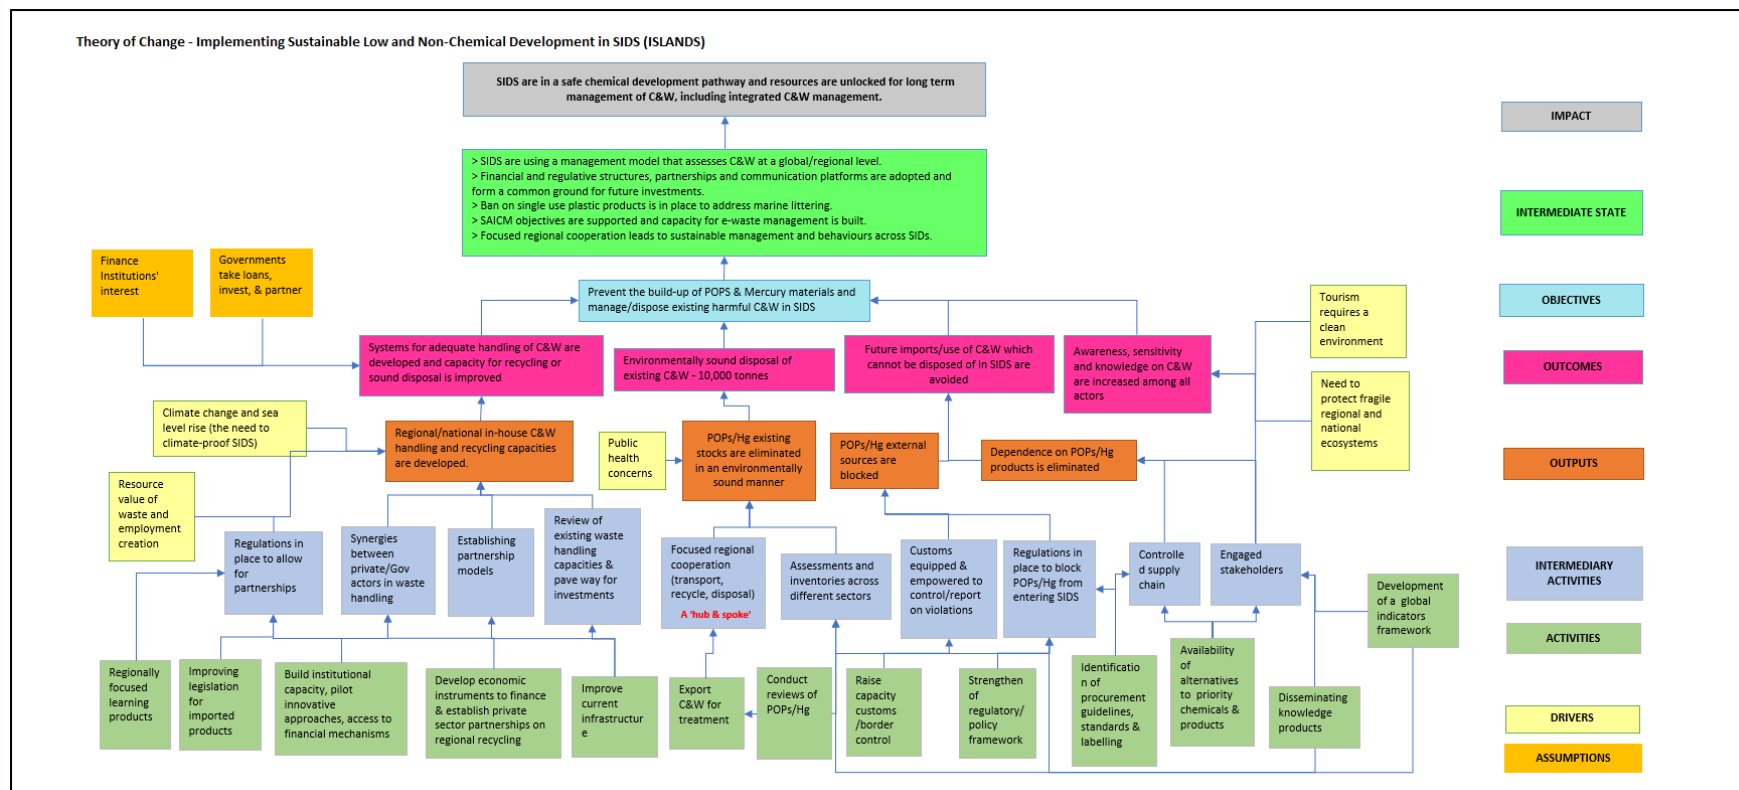 Theory of Change - Implementing Sustainable Low and Non-Chemical Development in SIDS (ISLANDS)
SIDS are in a safe chemical development pathway and resources are unlocked for long term
management of C&W, including integrated C&W management.
IMPACT
> SIDS are using a management model that assesses C&W at a global/regional level.
> Financial and regulative structures, partnerships and communication platforms are adopted and
form a common ground for future investments.
> Ban on single use plastic products is in place to address marine littering.
> SAICM objectives are supported and capacity for e-waste management is built.
> Focused regional cooperation leads to sustainable management and behaviours across SIDs.
INTERMEDIATE STATE
Finance
Institutions'
interest
Governments
take loans,
invest, & partner
Prevent the build-up of POPS & Mercury materials and
manage/dispose existing harmful C&W in SIDS
Tourism
requires a
clean
environment
OBJECTIVES
Systems for adequate handling of C&W are
developed and capacity for recycling or
sound disposal is improved
Environmentally sound disposal of
existing C&W - 10,000 tonnes
Future imports/use of C&W which
cannot be disposed of in SIDS are
avoided
Awareness, sensitivity
and knowledge on C&W
are increased among all
actors
Need to
protect fragile
regional and
national
ecosystems
OUTCOMES
Climate change and sea
level rise (the need to
climate-proof SIDS)
Regional/national in-house C&W
handling and recycling capacities
are developed.
Public
health
concerns
POPs/Hg existing
stocks are eliminated
in an environmentally
sound manner
POPs/Hg external
sources are
blocked
Dependence on POPs/Hg
products is eliminated
OUTPUTS
Resource
value of
waste and
employment
creation
Regulations in
place to allow
for
partnerships
Synergies
between
private/Gov
actors in waste
handling
Establishing
partnership
models
Review of
existing waste
handling
capacities &
pave way for
investments
Focused regional
cooperation
(transport,
recycle, disposal)
A 'hub & spoke'
Assessments and
inventories across
different sectors
Customs
equipped &
empowered to
control/report
on violations
Regulations in
place to block
POPs/Hg from
entering SIDS
Controlle
d supply
chain
Engaged
stakeholders
Development
of a global
indicators
framework
INTERMEDIARY
ACTIVITIES
ACTIVITIES
Regionally
focused
learning
products
Improving
legislation
for
imported
products
Build institutional
capacity, pilot
innovative
approaches, access to
financial mechanisms
Develop economic
instruments to finance
& establish private
sector partnerships on
regional recycling
Improve
current
infrastructur
e
Export
C&W for
treatment
Conduct
reviews of
POPs/Hg
Raise
capacity
customs
/border
control
Strengthen
regulatory/
policy
framework
Identificatio
n of
procurement
guidelines,
standards &
labelling
Availability
of
alternatives
to priority
chemicals &
products
Disseminating
knowledge
products
DRIVERS
ASSUMPTIONS